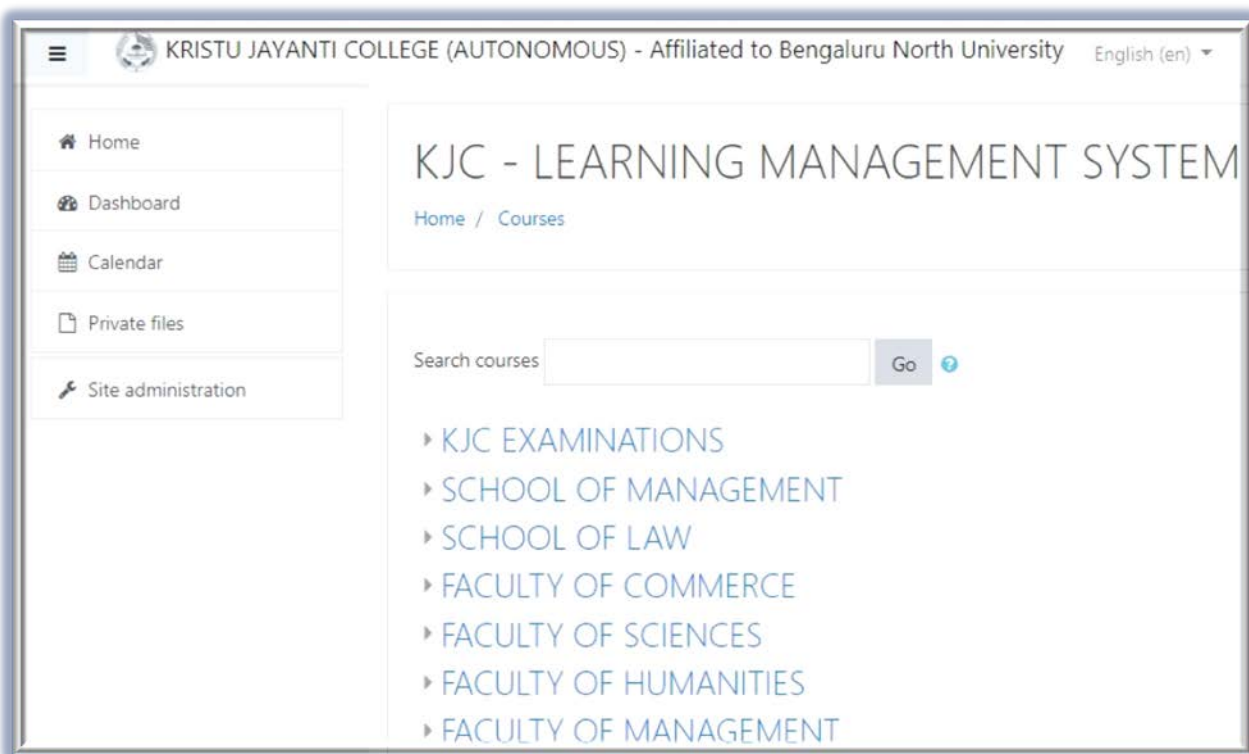 KRISTU JAYANTI COLLEGE (AUTONOMOUS) - Affiliated to Bengaluru North University English (en)
Home
Dashboard
Calendar
Private files
Site administration
KJC - LEARNING MANAGEMENT SYSTEM
Home / Courses
Search courses Go
KJC EXAMINATIONS
SCHOOL OF MANAGEMENT
SCHOOL OF LAW
FACULTY OF COMMERCE
FACULTY OF SCIENCES
FACULTY OF HUMANITIES
FACULTY OF MANAGEMENT